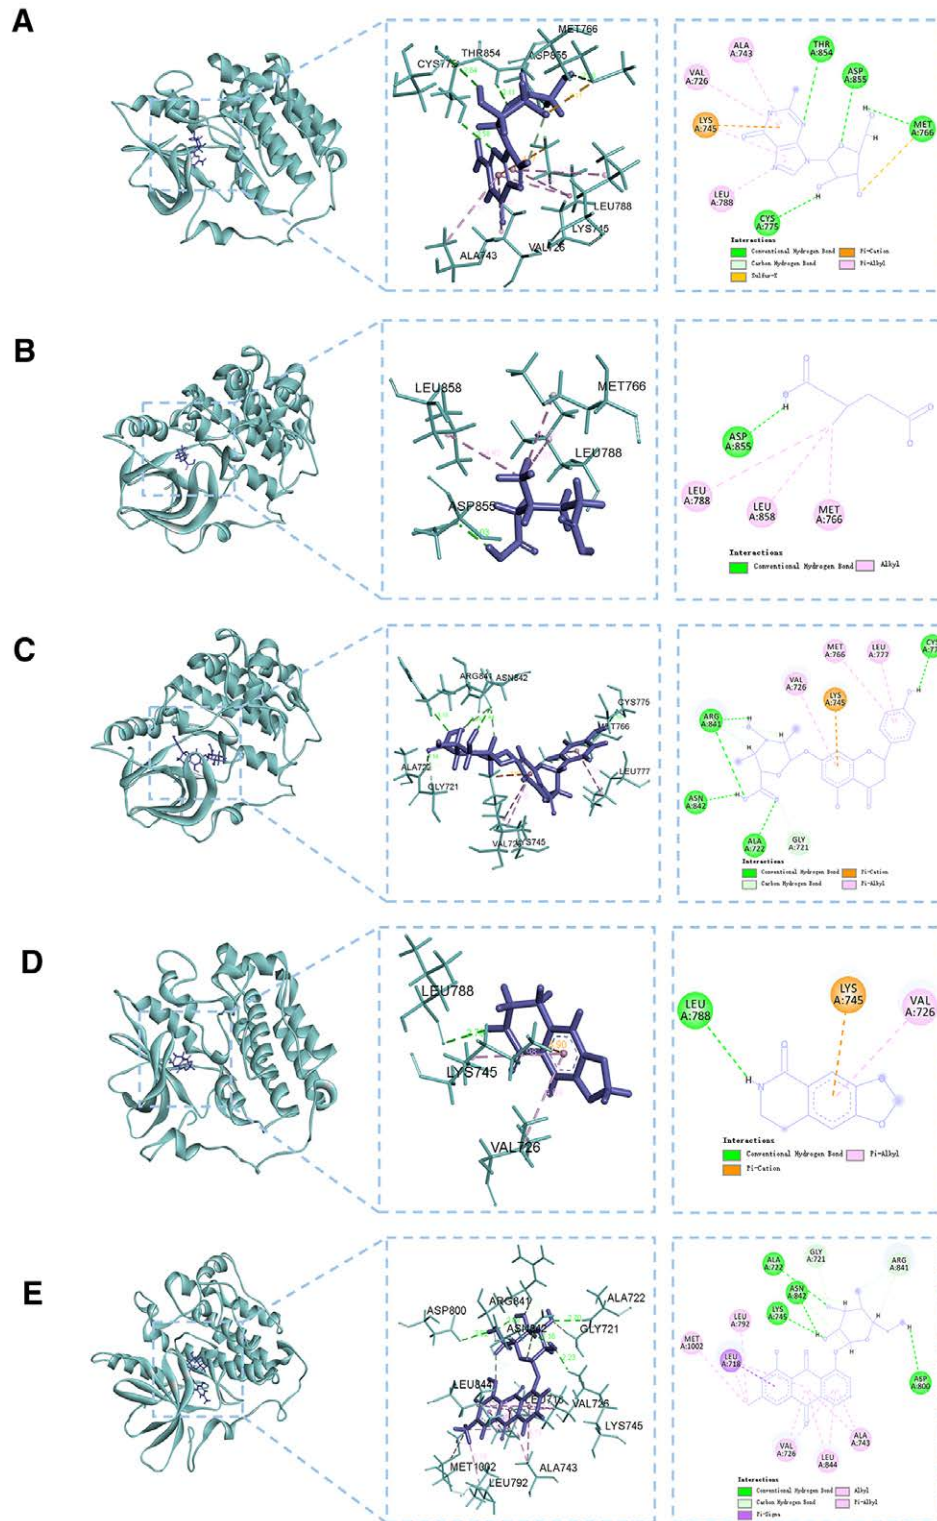 A
CYS775
THR854
ASP855
MET766
LEU788
LYS745
VAL726
ALA743
ALA
A:743
THR
A:854
VAL
A:726
ASP
A:855
LYS
A:745
MET
A:766
LEU
A:788
CYS
A:775
Interactions
Conventional Hydrogen Bond
Carbon Hydrogen Bond
Sulfur-X
Pi-Cation
Pi-Alkyl
B
LEU858
MET766
LEU788
ASP855
ASP
A:855
LEU
A:788
LEU
A:858
MET
A:766
Interactions
Conventional Hydrogen Bond
Alkyl
C
ARG841
ASN842
CYS775
MET766
ALA722
GLY721
LEU777
VAL726
LYS745
MET
A:766
LEU
A:777
VAL
A:726
LYS
A:745
ARG
A:841
ASN
A:842
ALA
A:722
GLY
A:721
Interactions
Conventional Hydrogen Bond
Carbon Hydrogen Bond
Pi-Cation
Pi-Alkyl
D
LEU788
LYS745
VAL726
LEU
A:788
LYS
A:745
VAL
A:726
H
N
O
O
Interactions
Conventional Hydrogen Bond
Pi-Cation
Pi-Alkyl
E
ASP800
ARG841
ASN842
ALA722
GLY721
LEU844
LEU718
VAL726
LYS745
MET1002
LEU792
ALA743
ALA
A:722
GLY
A:721
ARG
A:841
ASN
A:842
LYS
A:745
LEU
A:792
MET
A:1002
LEU
A:718
ASP
A:800
VAL
A:726
LEU
A:844
ALA
A:743
Interactions
Conventional Hydrogen Bond
Carbon Hydrogen Bond
Pi-Sigma
Alkyl
Pi-Alkyl